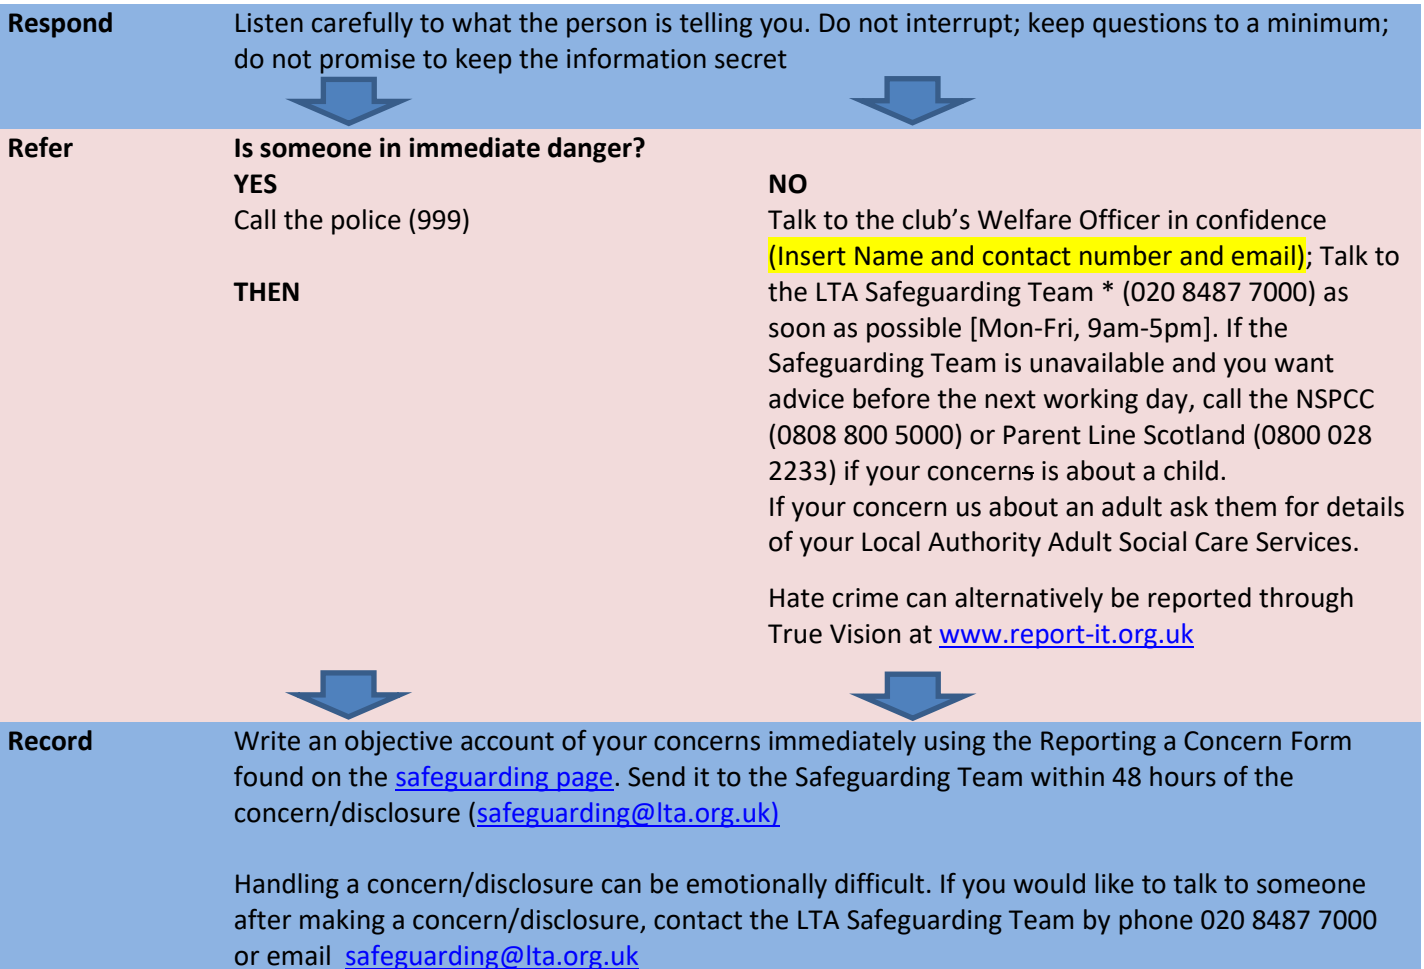 Respond
Listen carefully to what the person is telling you. Do not interrupt; keep questions to a minimum;
do not promise to keep the information secret
Refer
Is someone in immediate danger?
YES
Call the police (999)
THEN
NO
Talk to the club’s Welfare Officer in confidence
(Insert Name and contact number and email); Talk to
the LTA Safeguarding Team * (020 8487 7000) as
soon as possible [Mon-Fri, 9am-5pm]. If the
Safeguarding Team is unavailable and you want
advice before the next working day, call the NSPCC
(0808 800 5000) or Parent Line Scotland (0800 028
2233) if your concerns is about a child.
If your concern us about an adult ask them for details
of your Local Authority Adult Social Care Services.
Hate crime can alternatively be reported through
True Vision at www.report-it.org.uk
Record
Write an objective account of your concerns immediately using the Reporting a Concern Form
found on the safeguarding page. Send it to the Safeguarding Team within 48 hours of the
concern/disclosure (safeguarding@lta.org.uk)
Handling a concern/disclosure can be emotionally difficult. If you would like to talk to someone
after making a concern/disclosure, contact the LTA Safeguarding Team by phone 020 8487 7000
or email safeguarding@lta.org.uk